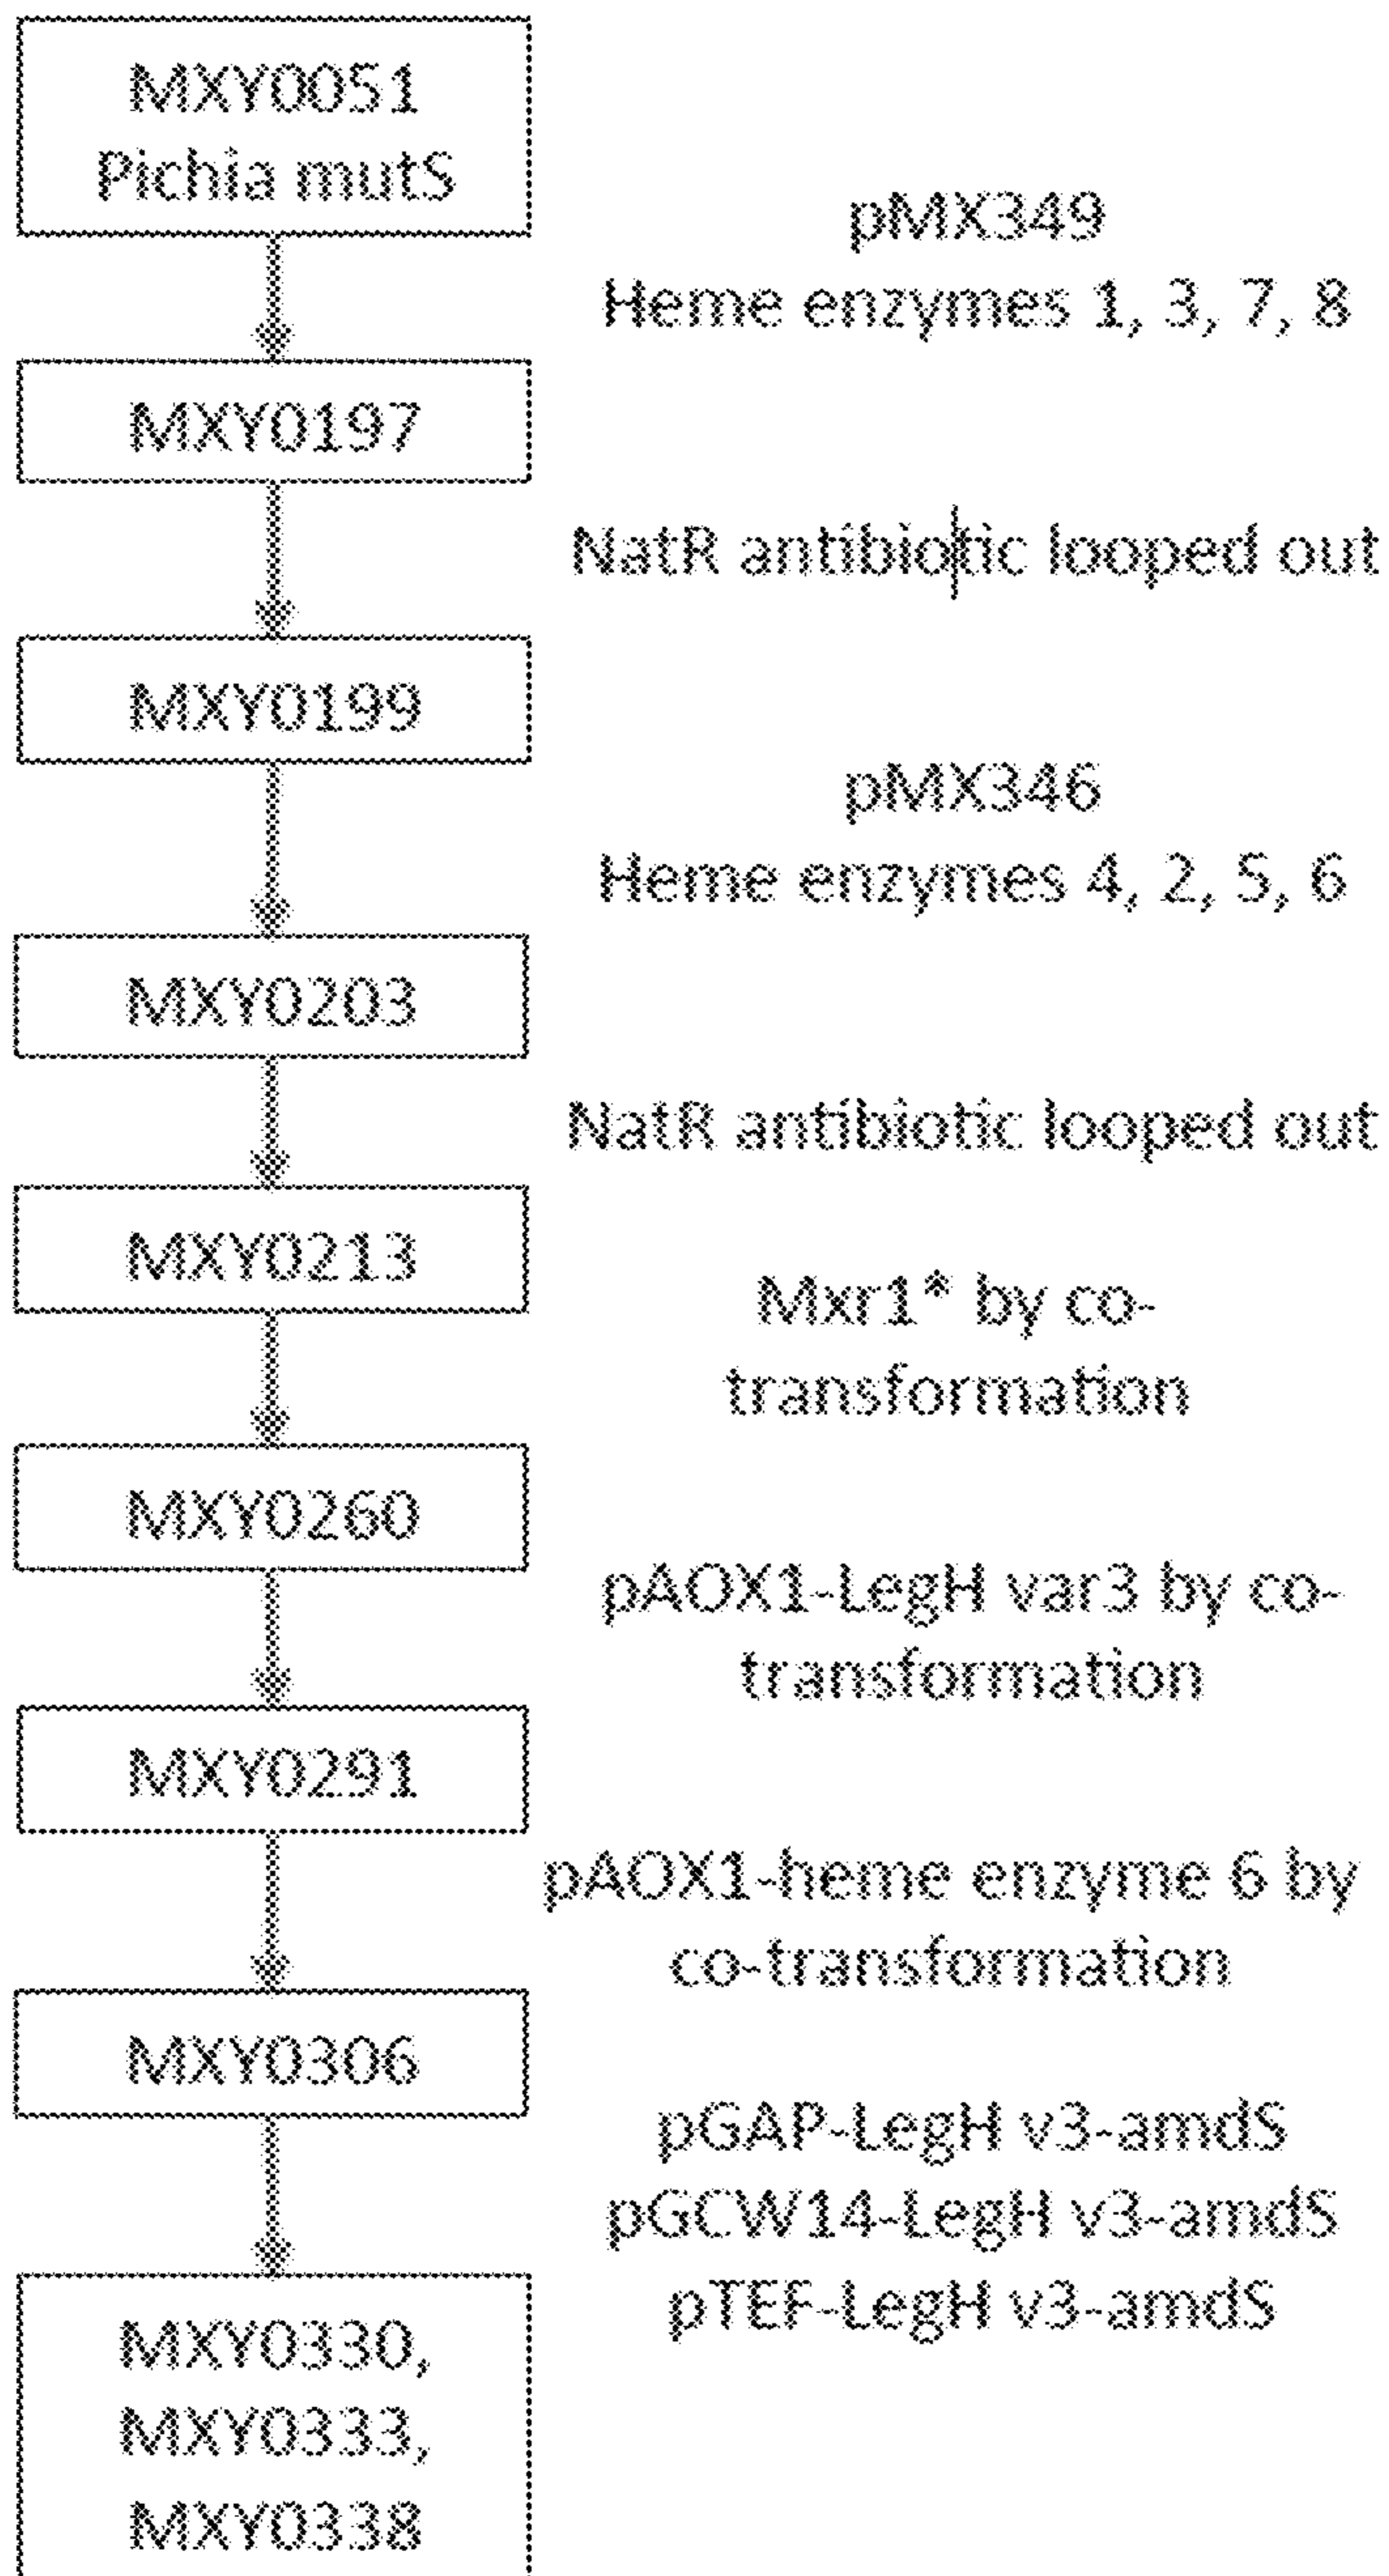 MXY0051
Pichia mutS
pMX349
Heme enzymes 1, 3, 7, 8
MXY0197
NatR antibiotic looped out
MXY0199
pMX346
Heme enzymes 4, 2, 5, 6
MXY0203
NatR antibiotic looped out
MXY0213
Mxr1* by co-
transformation
MXY0260
pAOX1-LegH var3 by co-
transformation
MXY0291
pAOX1-heme enzyme 6 by
co-transformation
MXY0306
pGAP-LegH v3-amdS
pGCW14-LegH v3-amdS
pTEF-LegH v3-amdS
MXY0330,
MXY0333,
MXY0338